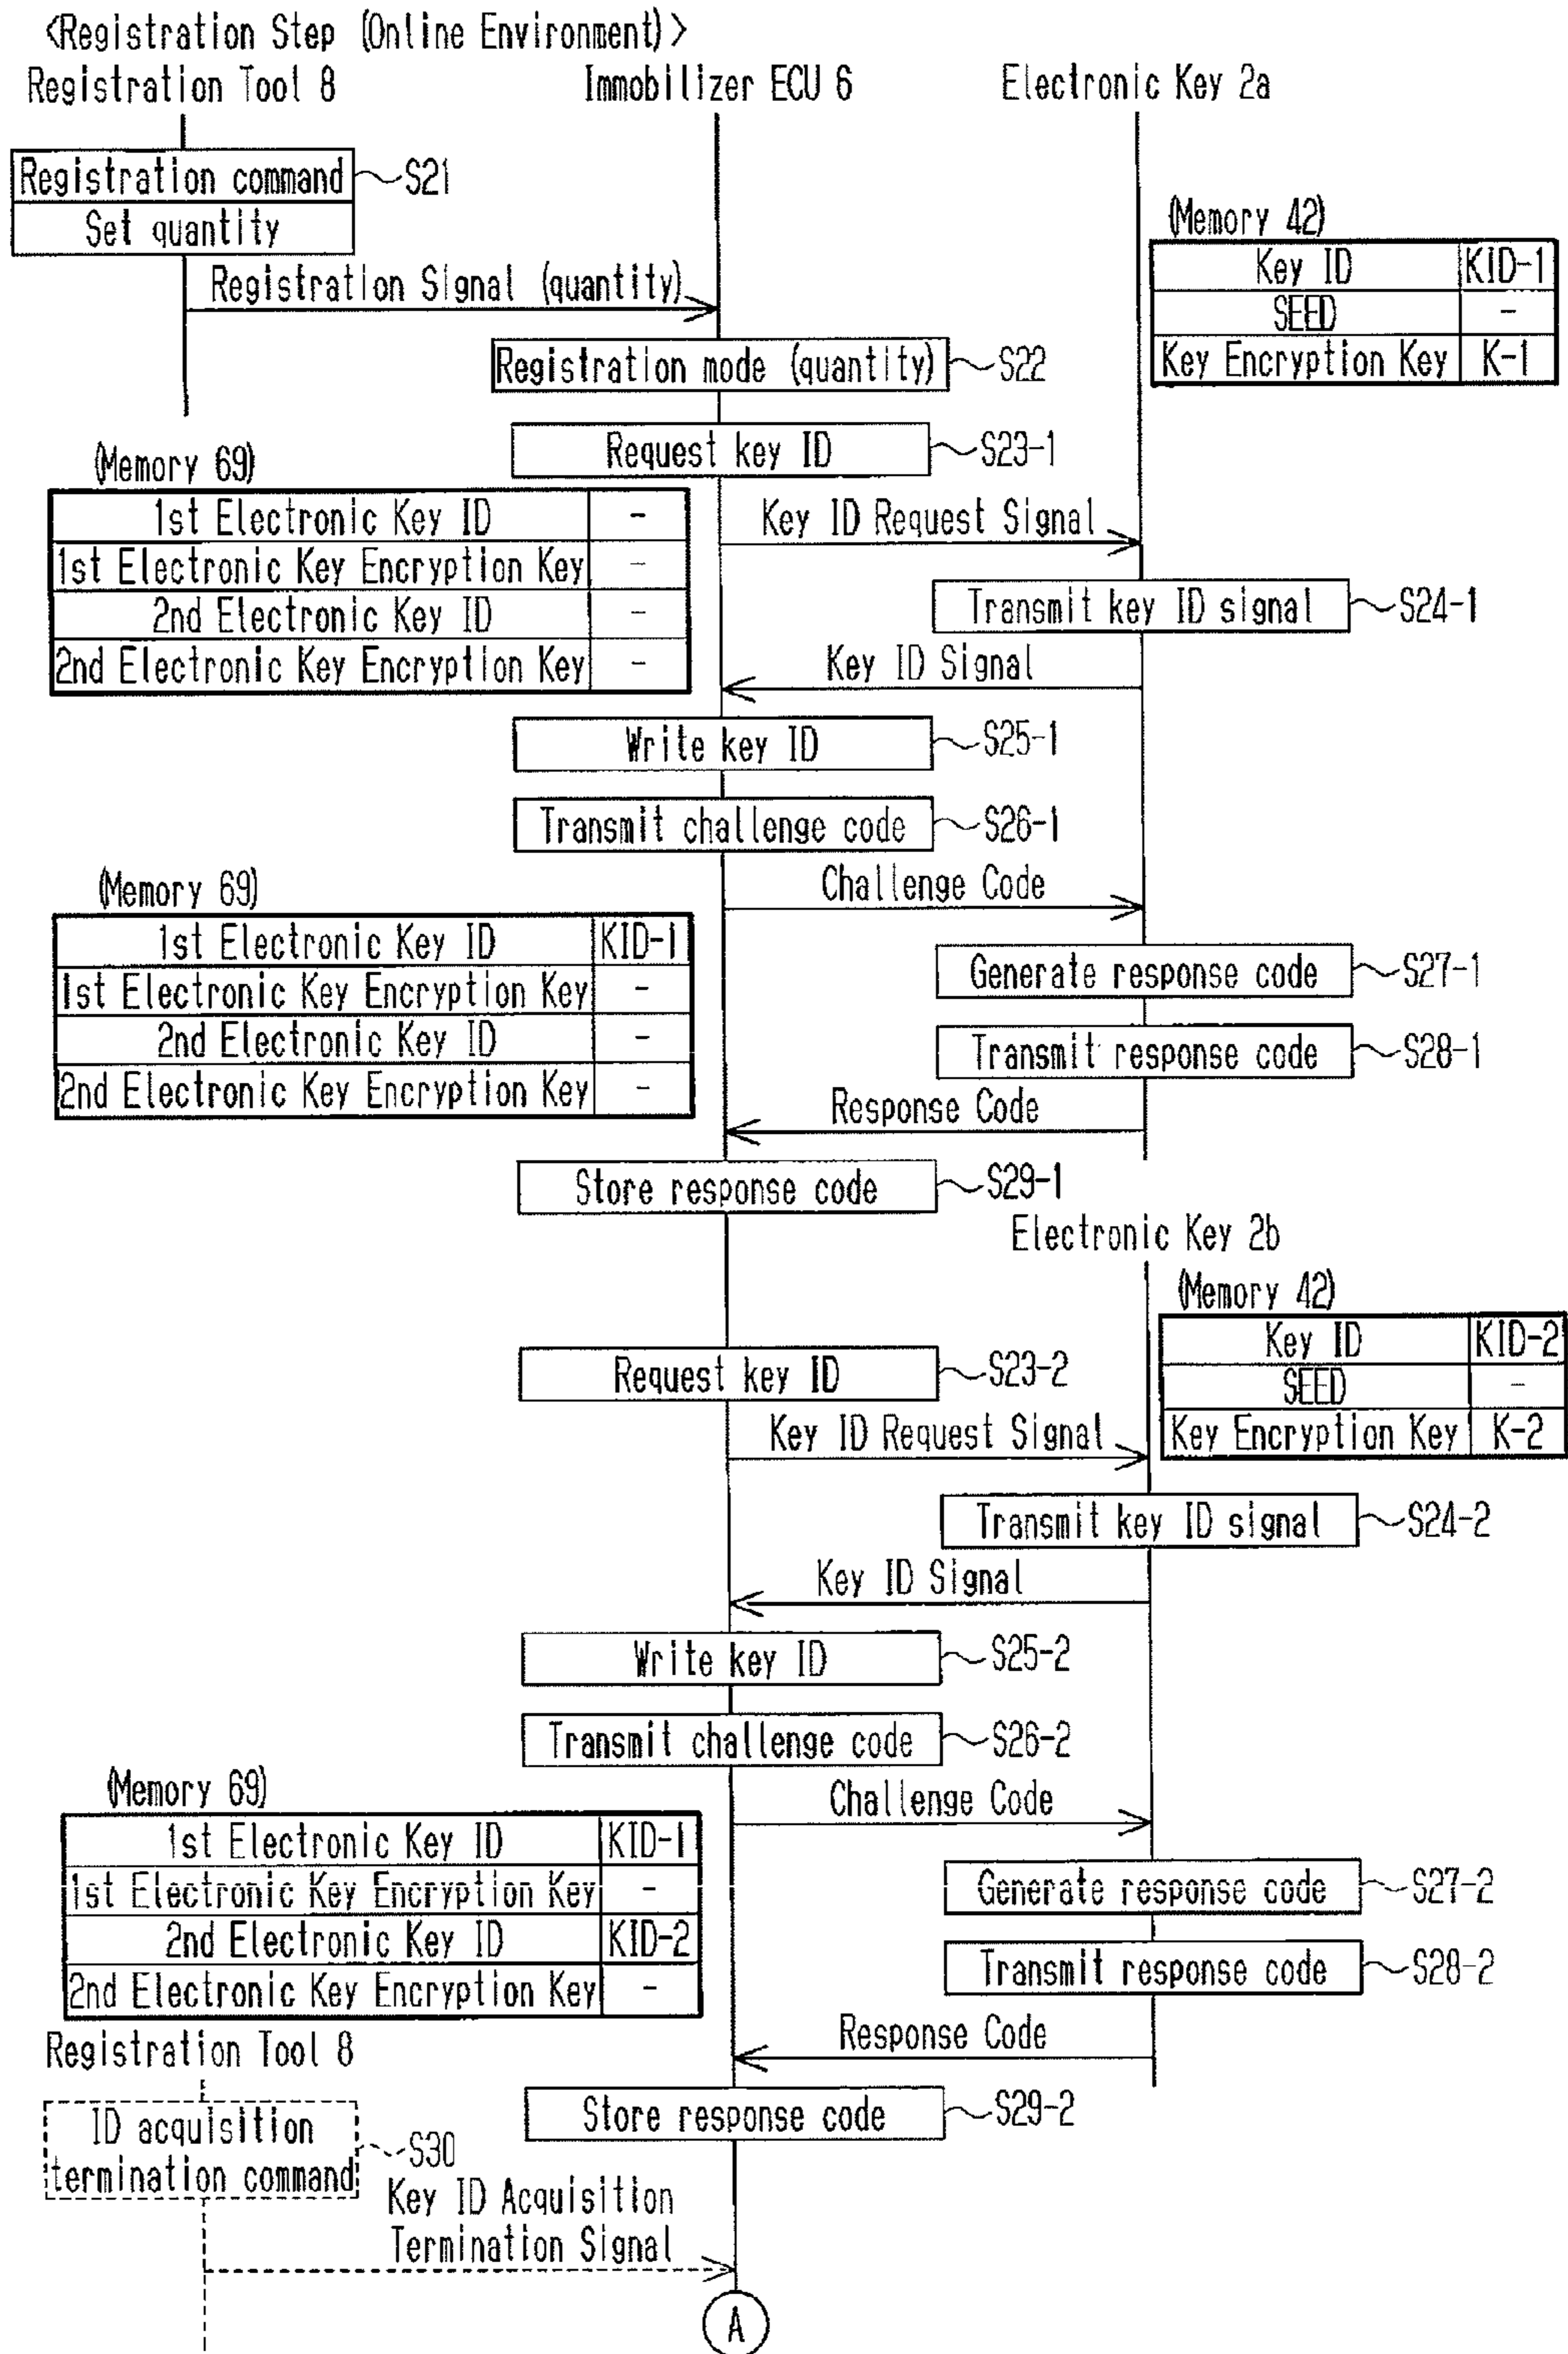 <Registration Step (Online Environment)>
Registration Tool 8
Immobilizer ECU 6
Electronic Key 2a
Registration command
S21
Set quantity
(Memory 42)
Key ID KID-1
SEED -
Key Encryption Key K-1
Registration Signal (quantity)
Registration mode (quantity)
S22
Request key ID
S23-1
(Memory 69)
1st Electronic Key ID -
1st Electronic Key Encryption Key -
2nd Electronic Key ID -
2nd Electronic Key Encryption Key -
Key ID Request Signal
Transmit key ID signal
S24-1
Key ID Signal
Write key ID
S25-1
Transmit challenge code
S26-1
Challenge Code
(Memory 69)
1st Electronic Key ID KID-1
1st Electronic Key Encryption Key -
2nd Electronic Key ID -
2nd Electronic Key Encryption Key -
Generate response code
S27-1
Transmit response code
S28-1
Response Code
Store response code
S29-1
Electronic Key 2b
(Memory 42)
Key ID KID-2
SEED -
Key Encryption Key K-2
Request key ID
S23-2
Key ID Request Signal
Transmit key ID signal
S24-2
Key ID Signal
Write key ID
S25-2
Transmit challenge code
S26-2
Challenge Code
(Memory 69)
1st Electronic Key ID KID-1
1st Electronic Key Encryption Key -
2nd Electronic Key ID KID-2
2nd Electronic Key Encryption Key -
Generate response code
S27-2
Transmit response code
S28-2
Response Code
Registration Tool 8
Store response code
S29-2
ID acquisition
termination command
S30
Key ID Acquisition
Termination Signal
A